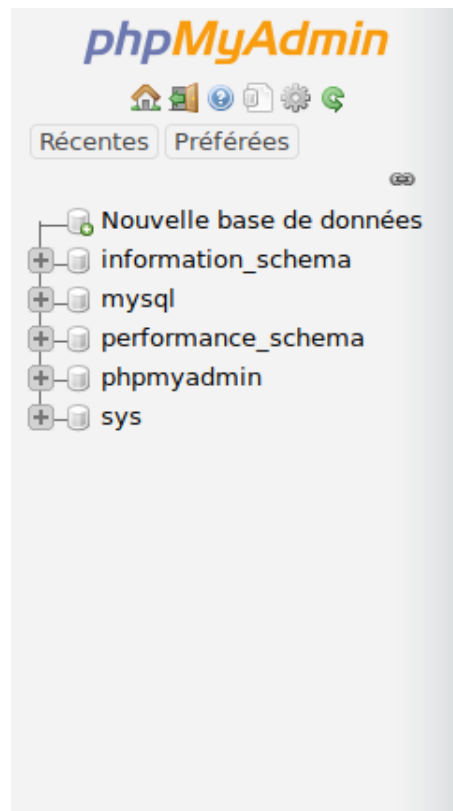 phpMyAdmin
Récentes Préférées
Nouvelle base de données
information_schema
mysql
performance_schema
phpmyadmin
sys